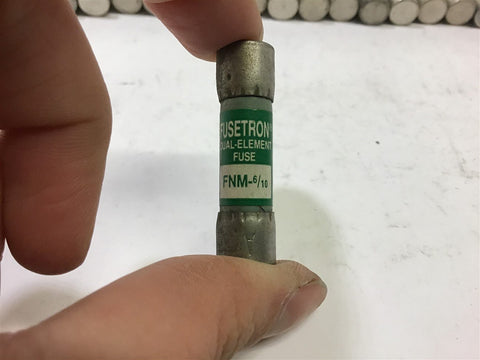 FUSETRON®
DUAL-ELEMENT
FUSE
FNM-6/10